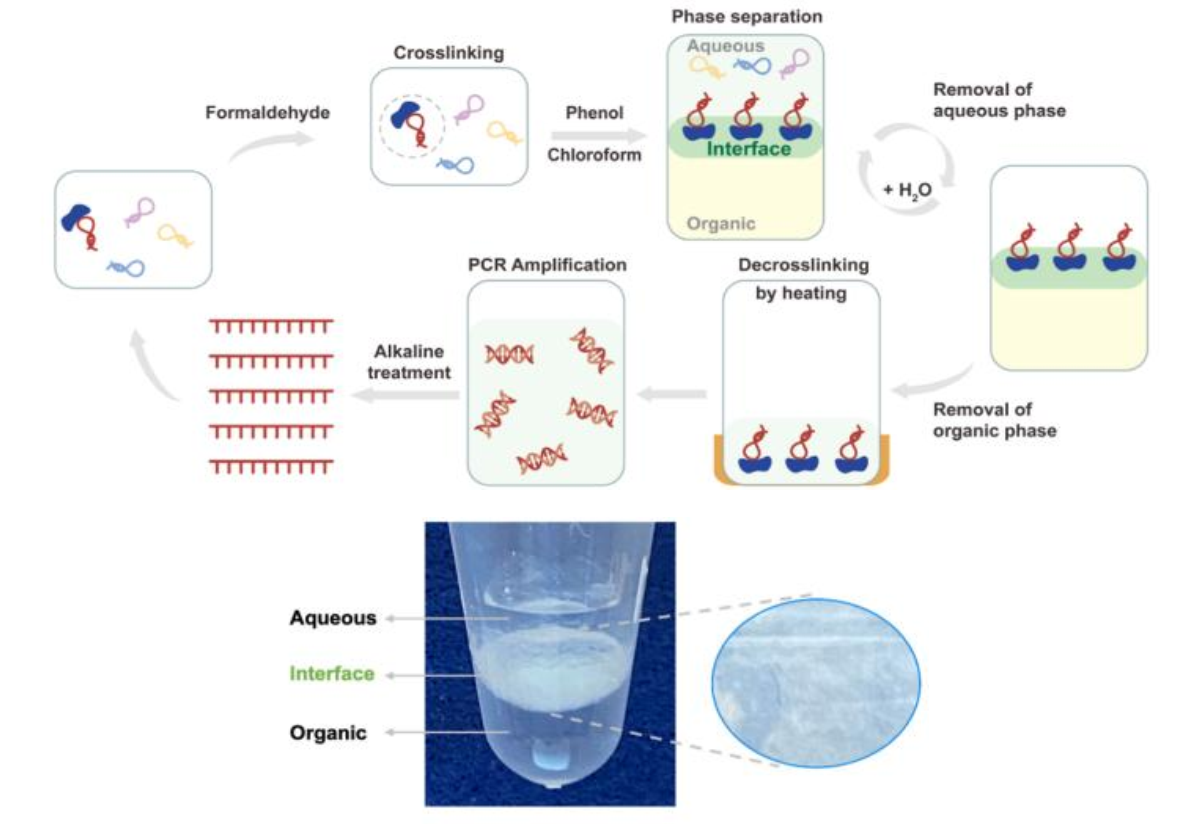 Phase separation
Crosslinking
Aqueous
Formaldehyde
Phenol
Chloroform
Interface
Organic
Removal of
aqueous phase
+ H₂O
PCR Amplification
Decrosslinking
by heating
Alkaline
treatment
Removal of
organic phase
Aqueous
Interface
Organic